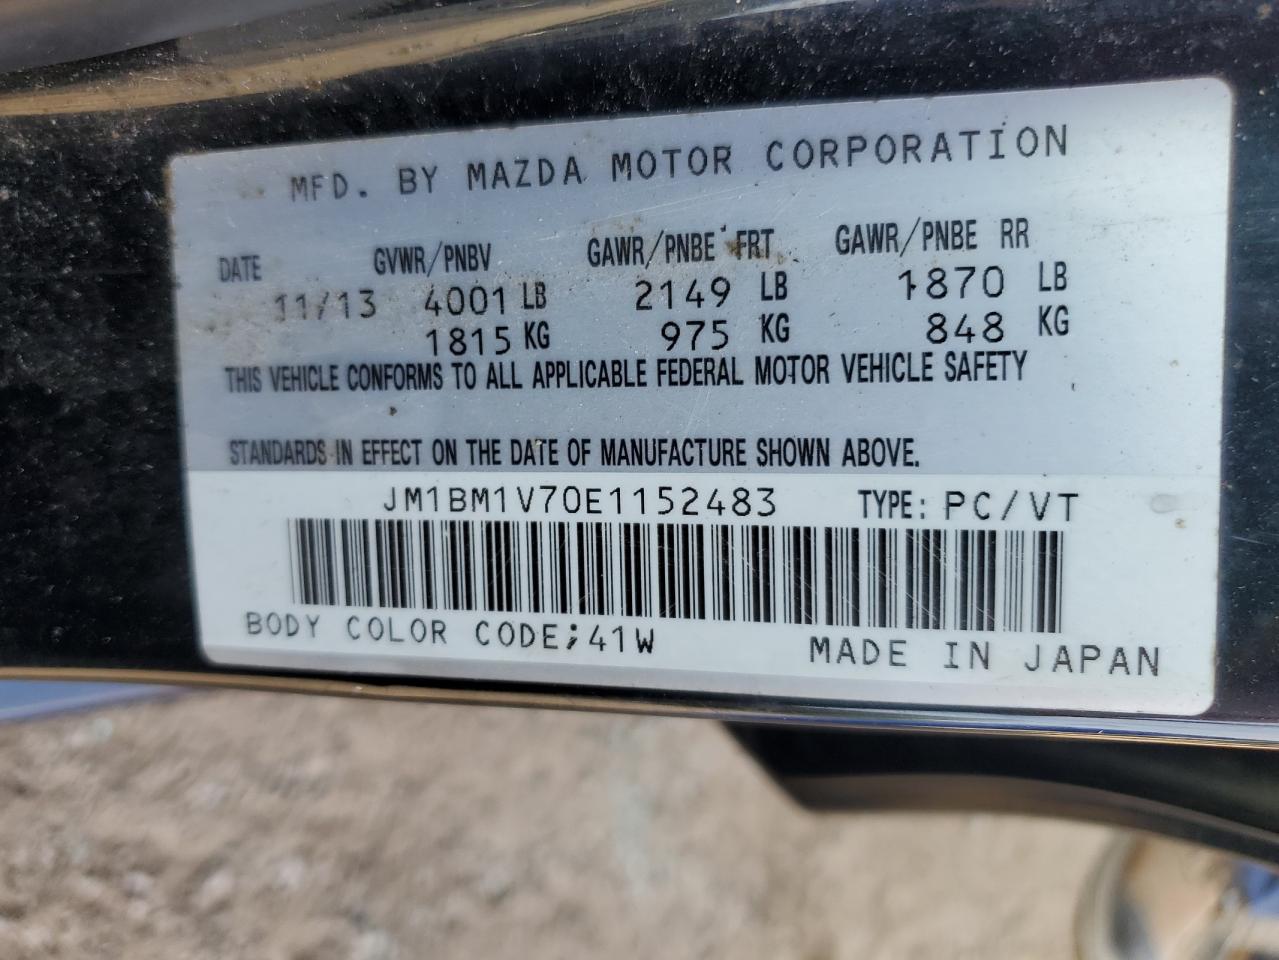 MFD. BY MAZDA MOTOR CORPORATION
DATE GVWR/PNBV GAWR/PNBE FRT GAWR/PNBE RR
11/13 4001 LB 2149 LB 1870 LB
1815 KG 975 KG 848 KG
THIS VEHICLE CONFORMS TO ALL APPLICABLE FEDERAL MOTOR VEHICLE SAFETY
STANDARDS IN EFFECT ON THE DATE OF MANUFACTURE SHOWN ABOVE.
JM1BM1V70E1152483 TYPE: PC/VT
BODY COLOR CODE;41W MADE IN JAPAN